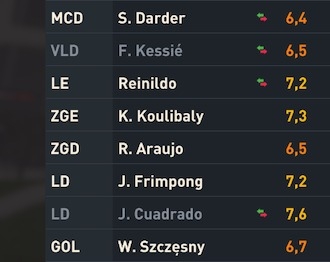 MCD S. Darder 6,4
VLD F. Kessié 6,5
LE Reinildo 7,2
ZGE K. Koulibaly 7,3
ZGD R. Araujo 6,5
LD J. Frimpong 7,2
LD J. Cuadrado 7,6
GOL W. Szczęsny 6,7